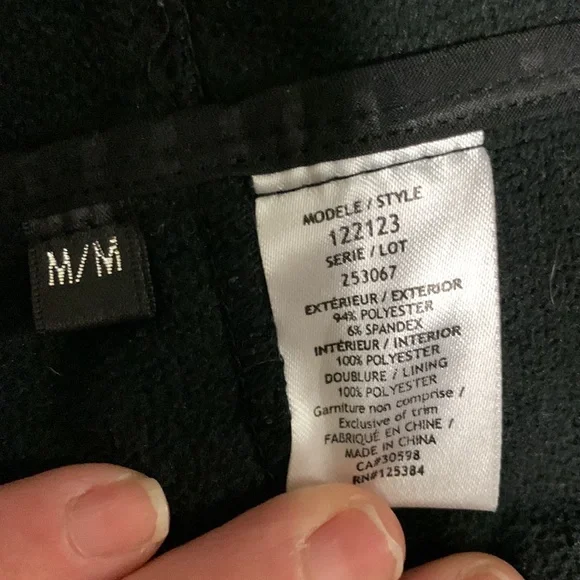 M/M
MODELE / STYLE
122123
SERIE / LOT
253067
EXTÉRIEUR / EXTERIOR
94% POLYESTER
6% SPANDEX
INTÉRIEUR / INTERIOR
100% POLYESTER
DOUBLURE / LINING
100% POLYESTER
Garniture non comprise /
Exclusive of trim
FABRIQUÉ EN CHINE /
MADE IN CHINA
CA#30598
RN#125384